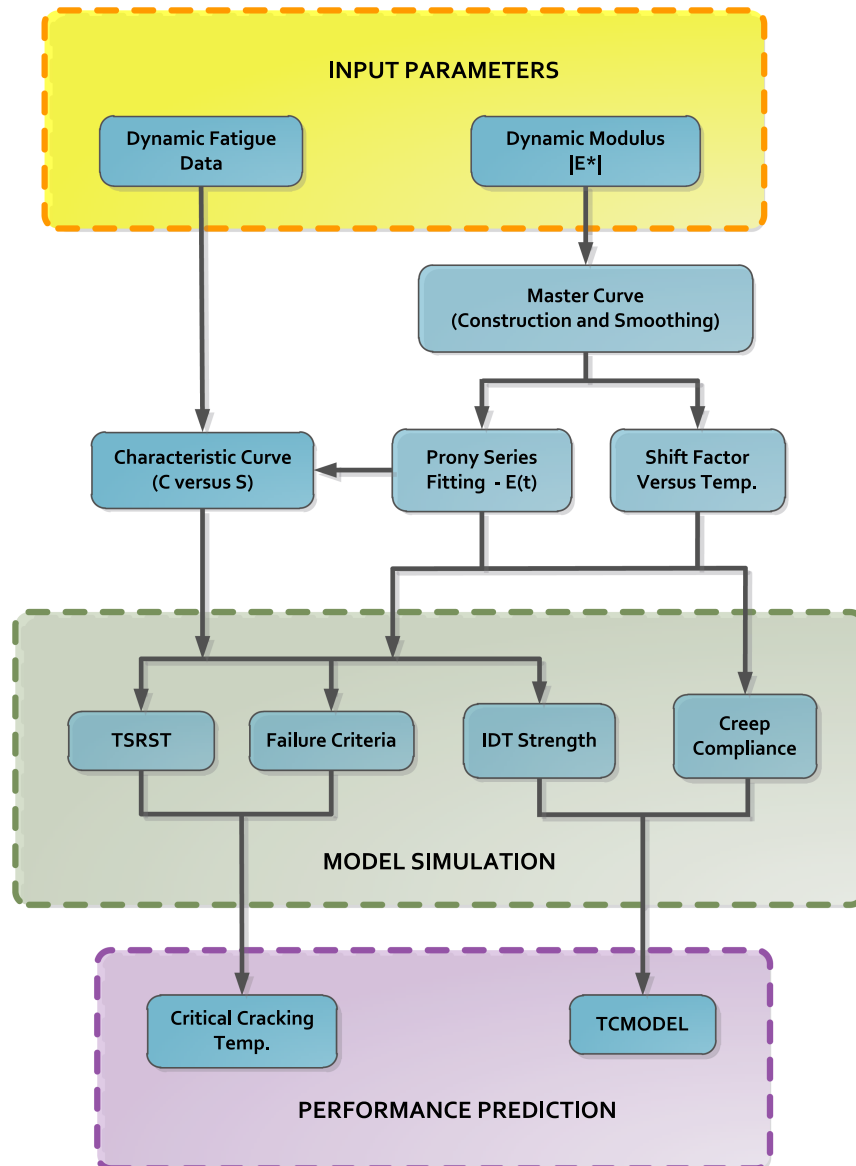 INPUT PARAMETERS
Dynamic Fatigue
Data
Dynamic Modulus
|E*|
Master Curve
(Construction and Smoothing)
Characteristic Curve
(C versus S)
Prony Series
Fitting - E(t)
Shift Factor
Versus Temp.
TSRST
Failure Criteria
IDT Strength
Creep
Compliance
MODEL SIMULATION
Critical Cracking
Temp.
TCMODEL
PERFORMANCE PREDICTION